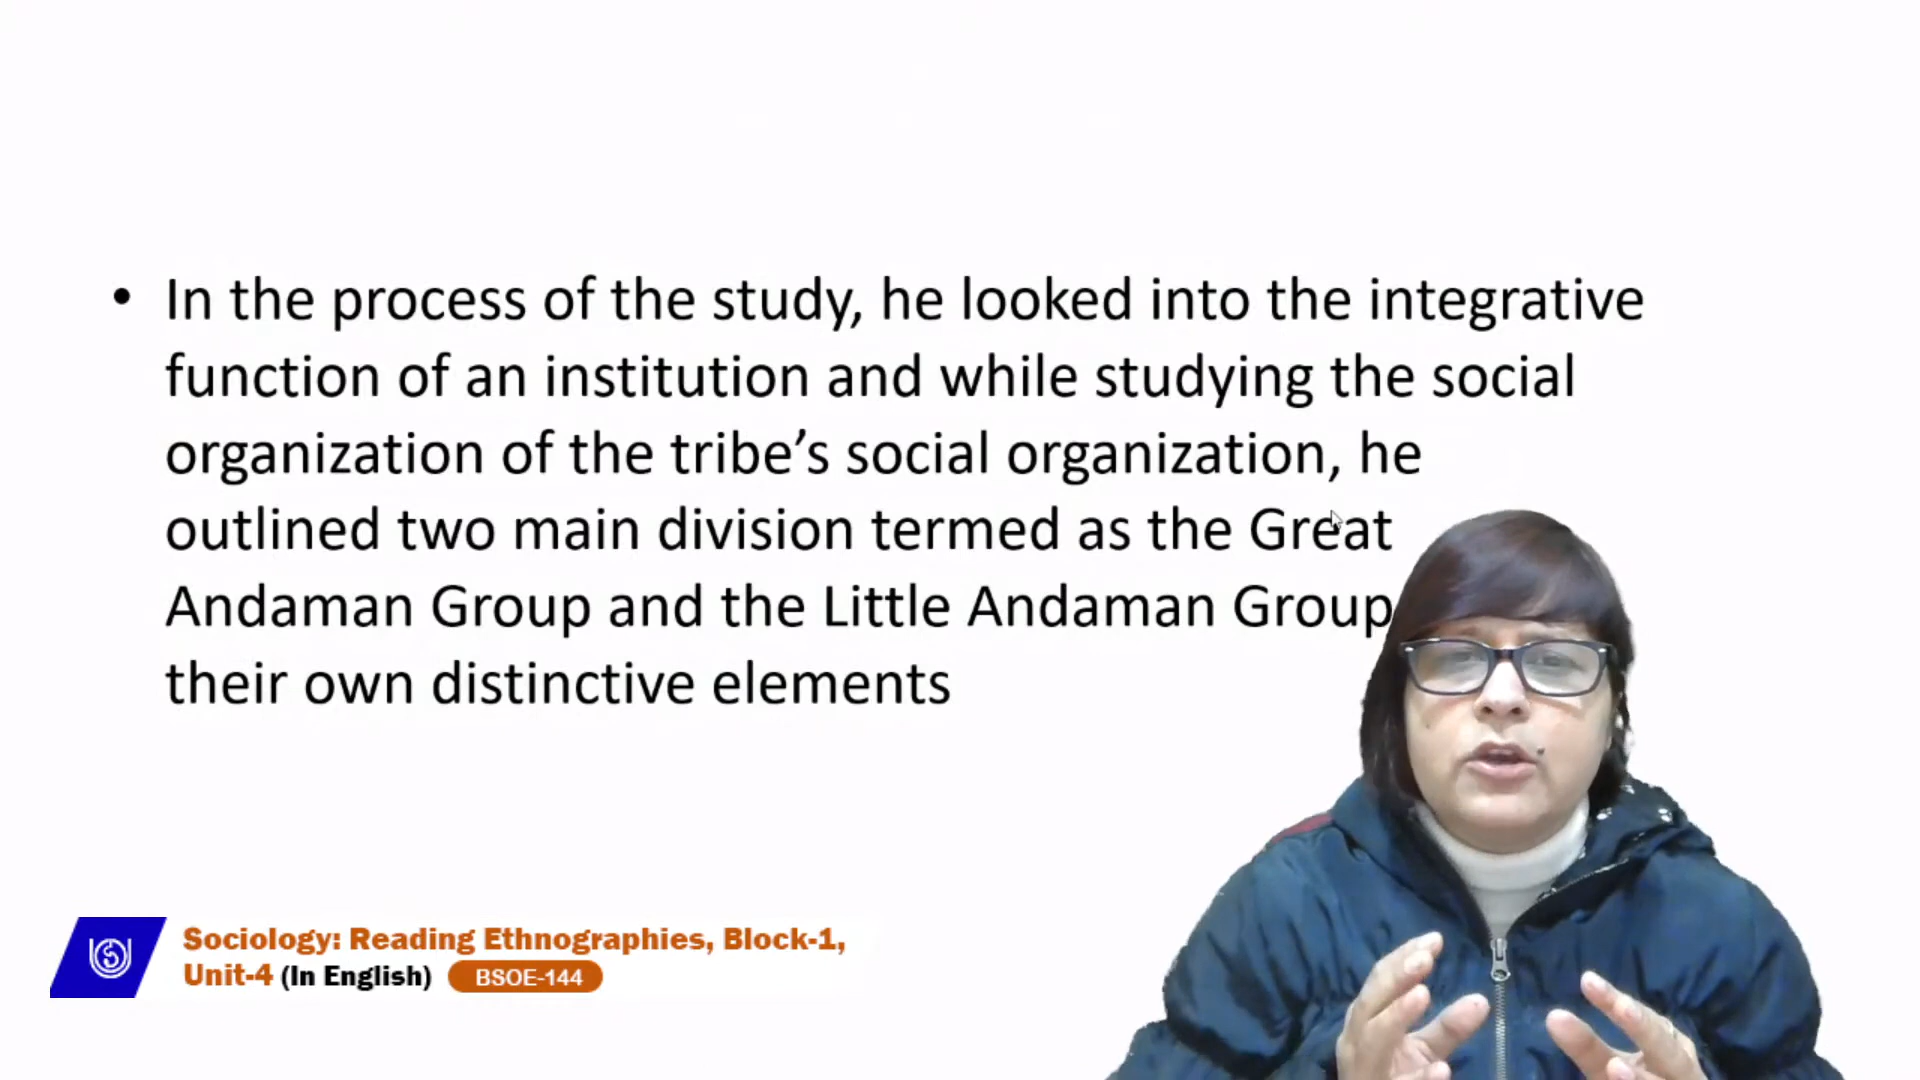 • In the process of the study, he looked into the integrative
function of an institution and while studying the social
organization of the tribe’s social organization, he
outlined two main division termed as the Great
Andaman Group and the Little Andaman Group
their own distinctive elements
Sociology: Reading Ethnographies, Block-1,
Unit-4 (In English) BSOE-144